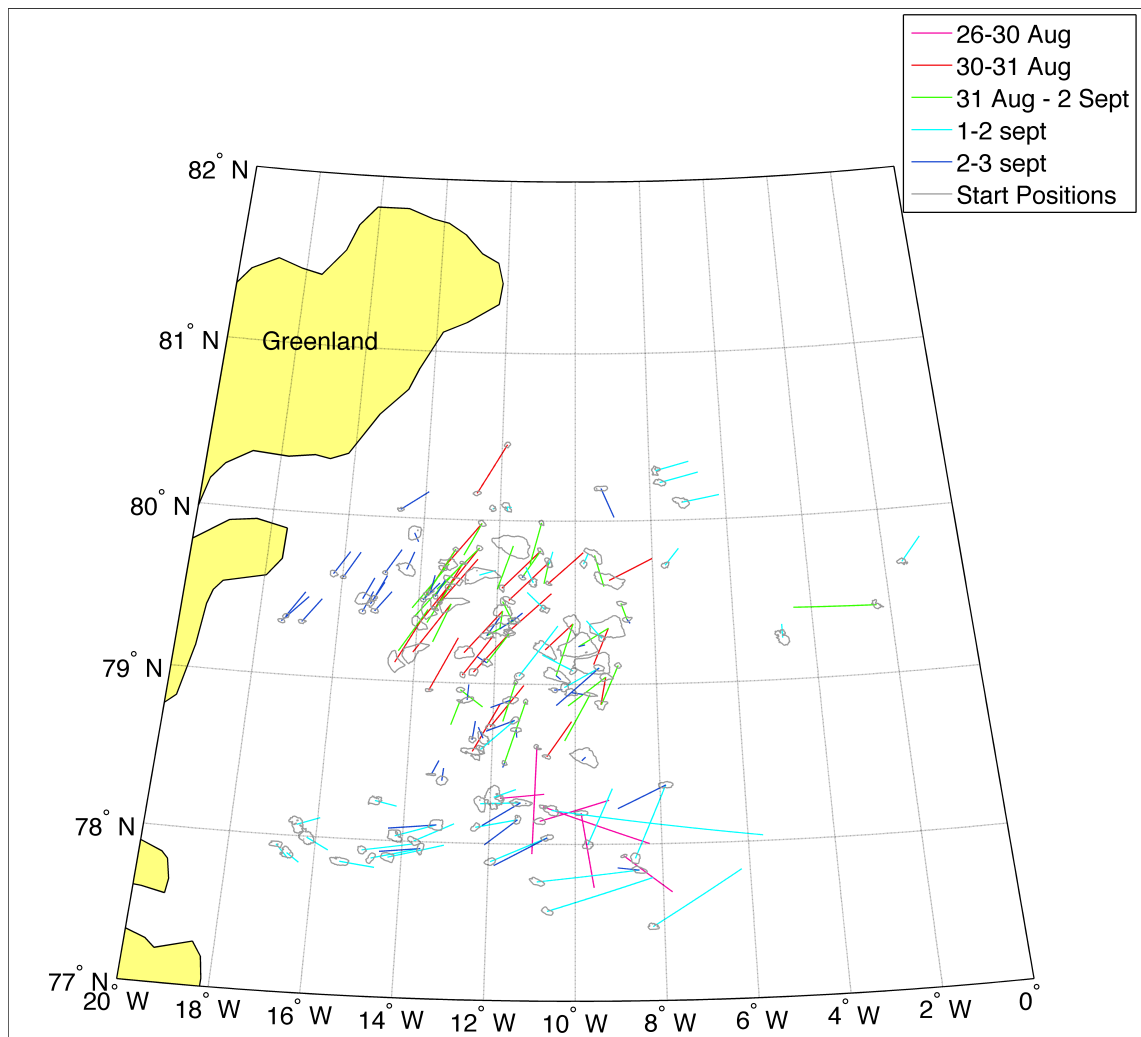 26-30 Aug
30-31 Aug
31 Aug - 2 Sept
1-2 sept
2-3 sept
Start Positions
82° N
81° N
Greenland
80° N
79° N
78° N
77° N
20° W 18° W 16° W 14° W 12° W 10° W 8° W 6° W 4° W 2° W 0°